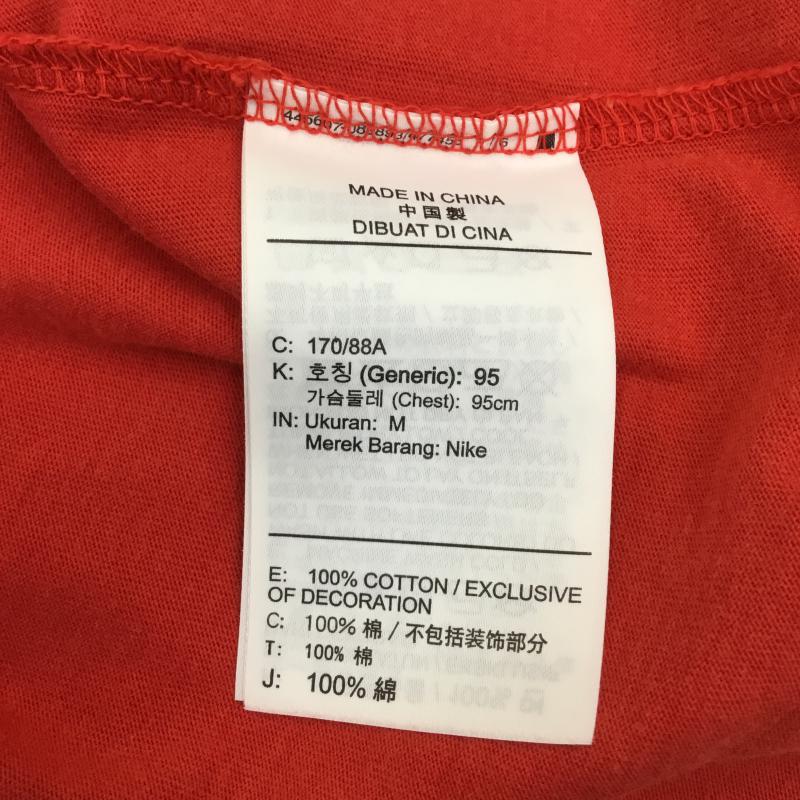 MADE IN CHINA
中国製
DIBUAT DI CINA
C: 170/88A
K: 호칭 (Generic): 95
가슴둘레 (Chest): 95cm
IN: Ukuran: M
Merek Barang: Nike
E: 100% COTTON / EXCLUSIVE
OF DECORATION
C: 100% 棉 / 不包括装饰部分
T: 100% 棉
J: 100% 綿